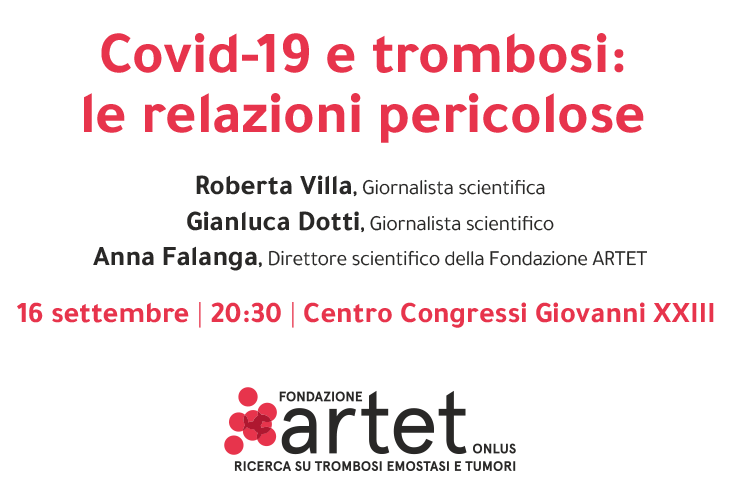 Covid-19 e trombosi:
le relazioni pericolose
Roberta Villa, Giornalista scientifica
Gianluca Dotti, Giornalista scientifico
Anna Falanga, Direttore scientifico della Fondazione ARTET
16 settembre | 20:30 | Centro Congressi Giovanni XXIII
FONDAZIONE
artet
ONLUS
RICERCA SU TROMBOSI EMOSTASI E TUMORI